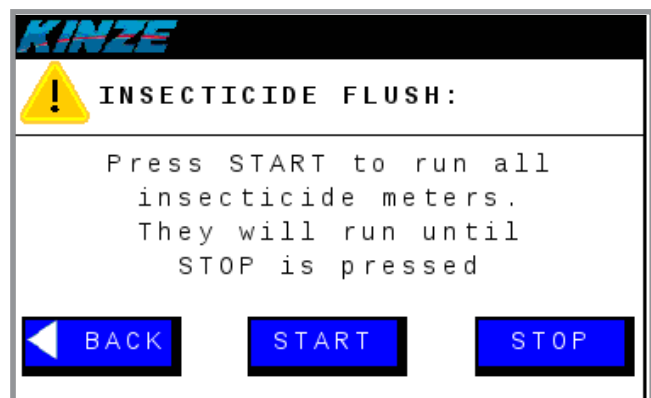 KINZE
INSECTICIDE FLUSH:
Press START to run all
insecticide meters.
They will run until
STOP is pressed
BACK START STOP